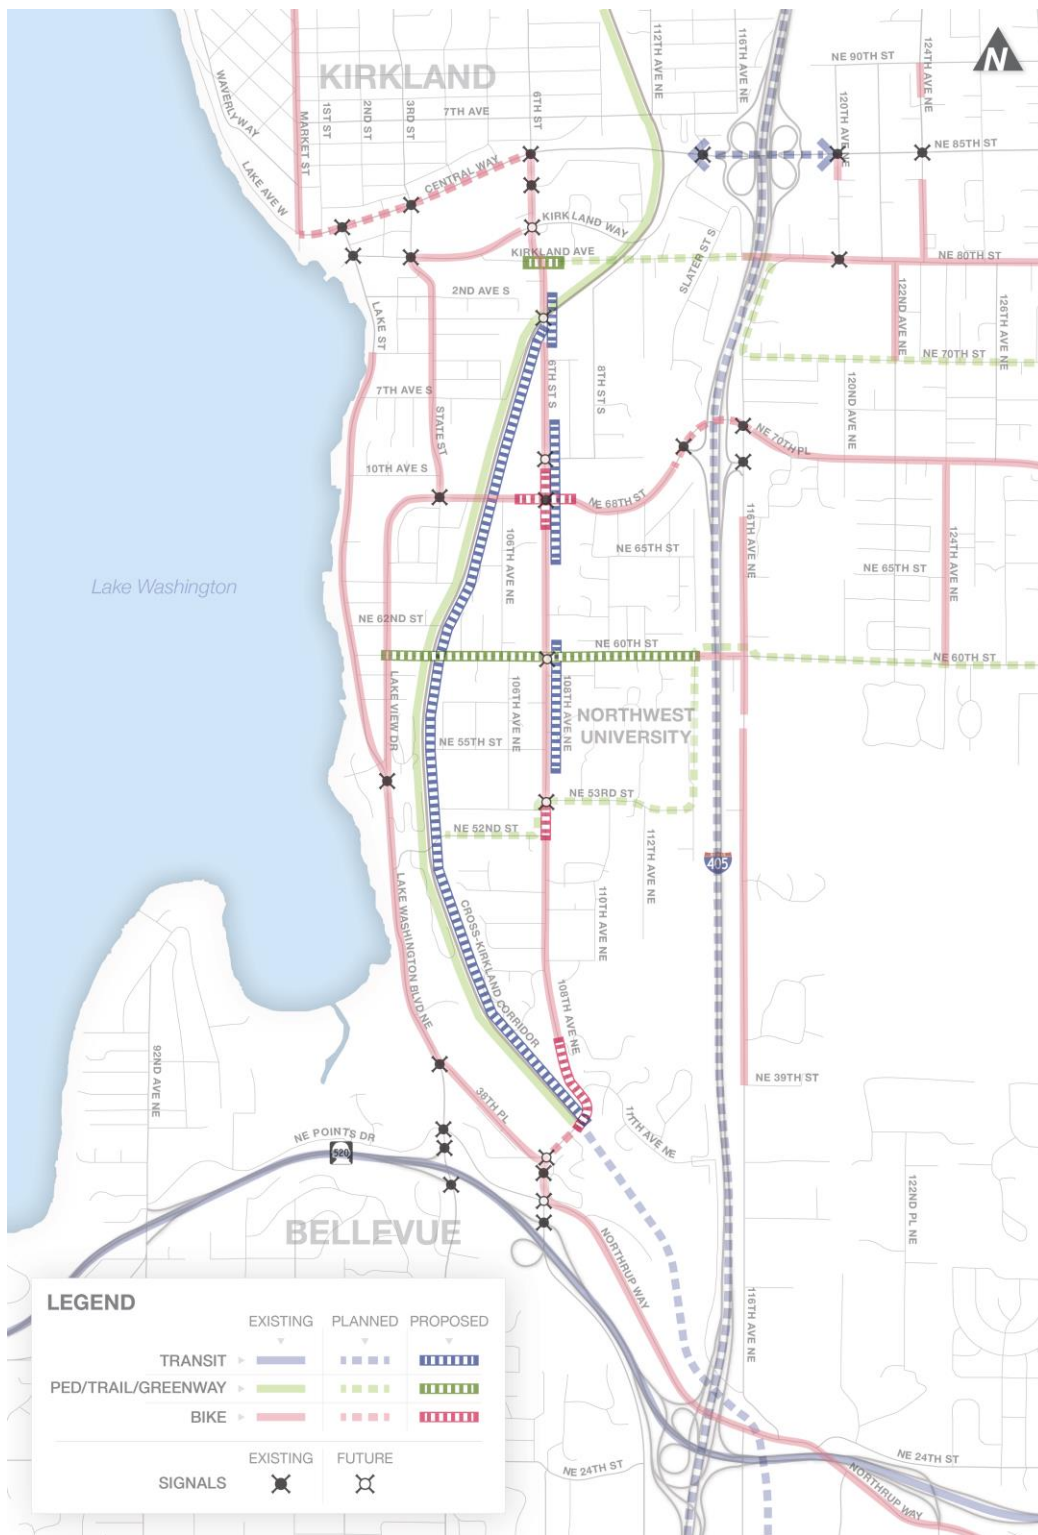 N
KIRKLAND
WAVERLY WAY
MARKET ST
1ST ST
2ND ST
3RD ST
7TH AVE
6TH ST
112TH AVE NE
116TH AVE NE
NE 90TH ST
120TH AVE NE
124TH AVE NE
NE 85TH ST
LAKE AVE W
CENTRAL WAY
KIRKLAND WAY
KIRKLAND AVE
SLATER ST S
NE 80TH ST
2ND AVE S
LAKE ST
122ND AVE NE
126TH AVE NE
NE 70TH ST
7TH AVE S
STATE ST
6TH ST S
8TH ST S
120ND AVE NE
NE 70TH PL
10TH AVE S
NE 68TH ST
106TH AVE NE
NE 65TH ST
116TH AVE NE
124TH AVE NE
NE 65TH ST
Lake Washington
NE 62ND ST
NE 60TH ST
NE 60TH ST
LAKE VIEW DR
106TH AVE NE
108TH AVE NE
NORTHWEST
UNIVERSITY
NE 55TH ST
NE 53RD ST
NE 52ND ST
112TH AVE NE
405
LAKE WASHINGTON BLVD NE
CROSS-KIRKLAND CORRIDOR
110TH AVE NE
108TH AVE NE
92ND AVE NE
NE 39TH ST
38TH PL
111TH AVE NE
NE POINTS DR
520
122ND PL NE
BELLEVUE
NORTHRUP WAY
116TH AVE NE
LEGEND
EXISTING PLANNED PROPOSED
TRANSIT
PED/TRAIL/GREENWAY
BIKE
EXISTING FUTURE
SIGNALS
NE 24TH ST
NE 24TH ST
NORTHRUP WAY